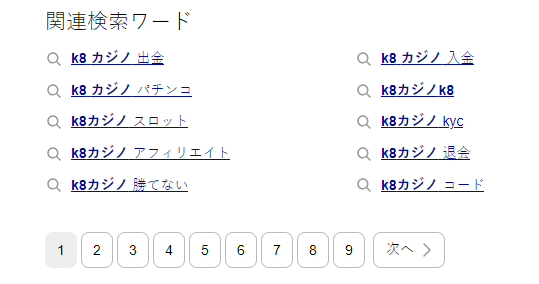 関連検索ワード
k8 カジノ 出金
k8 カジノ 入金
k8 カジノ パチンコ
k8カジノk8
k8カジノ スロット
k8カジノ kyc
k8カジノ アフィリエイト
k8カジノ 退会
k8カジノ 勝てない
k8カジノ コード
1 2 3 4 5 6 7 8 9 次へ